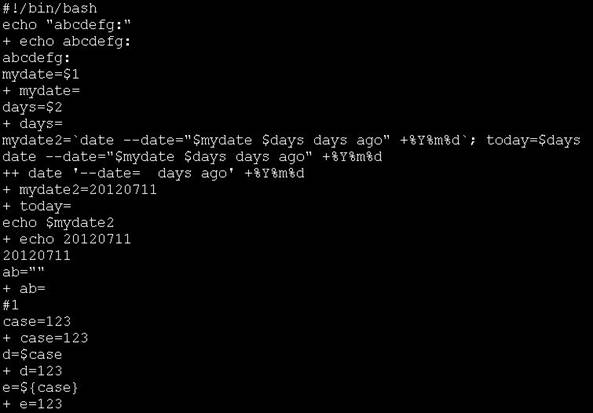 #!/bin/bash
echo "abcdefg:"
+ echo abcdefg:
abcdefg:
mydate=$1
+ mydate=
days=$2
+ days=
mydate2=`date --date="$mydate $days days ago" +%Y%m%d`; today=$days
date --date="$mydate $days days ago" +%Y%m%d
++ date '--date=  days ago' +%Y%m%d
+ mydate2=20120711
+ today=
echo $mydate2
+ echo 20120711
20120711
ab=""
+ ab=
#1
case=123
+ case=123
d=$case
+ d=123
e=${case}
+ e=123